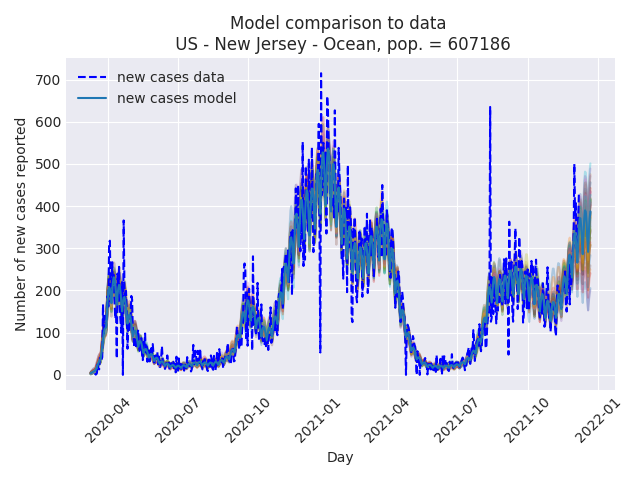 Model comparison to data
US - New Jersey - Ocean, pop. = 607186
new cases data
new cases model
Number of new cases reported
700
600
500
400
300
200
100
0
2020-04
2020-07
2020-10
2021-01
2021-04
2021-07
2021-10
2022-01
Day